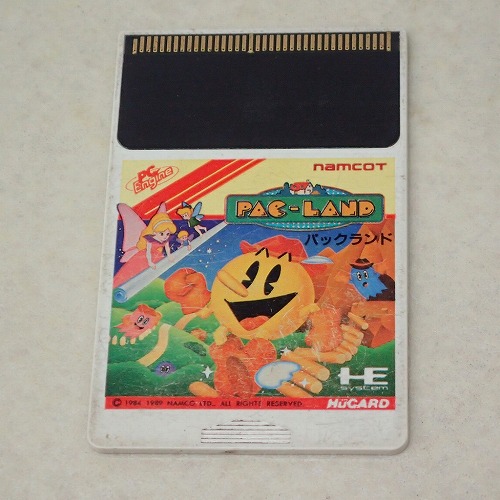 PC
Engine
namcoT
PAC-LAND
パックランド
HE
system
© 1984 1989 NAMCO LTD., ALL RIGHTS RESERVED
HuCARD